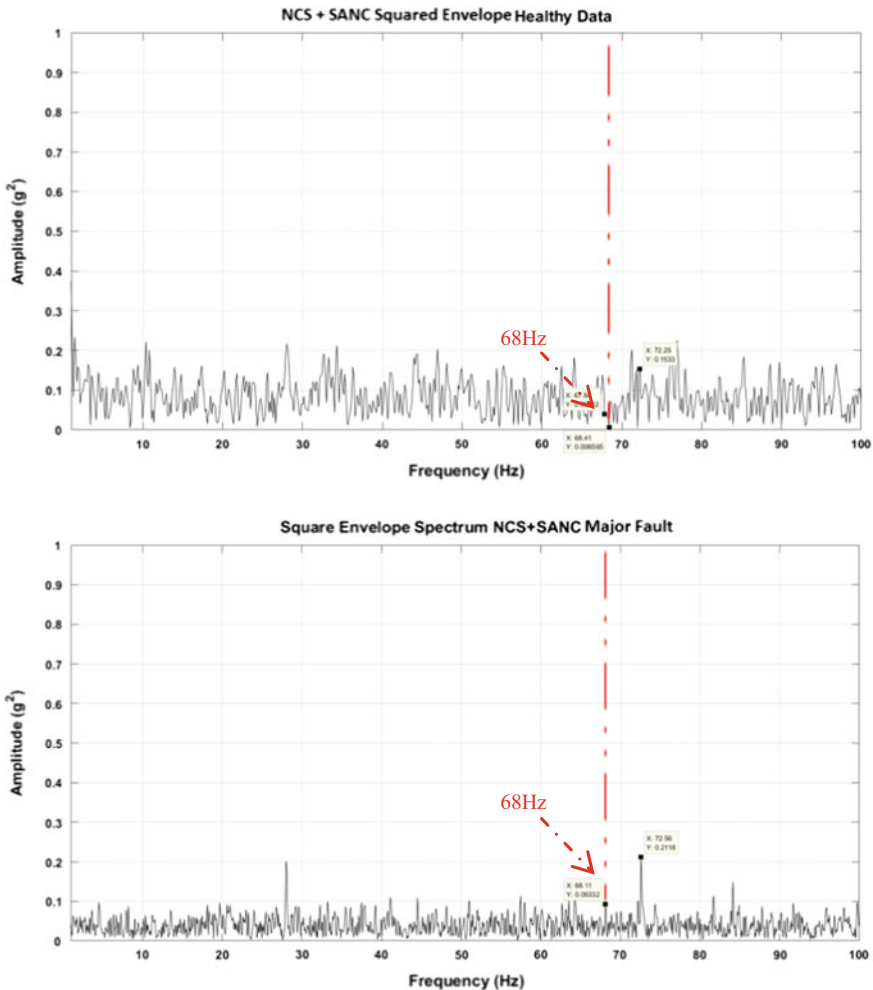 NCS + SANC Squared Envelope Healthy Data
1
0.9
0.8
0.7
0.6
0.5
0.4
0.3
0.2
0.1
0
Amplitude (g²)
68Hz
X: 72.25
Y: 0.1533
X: 68.41
Y: 0.006595
10 20 30 40 50 60 70 80 90 100
Frequency (Hz)
Square Envelope Spectrum NCS+SANC Major Fault
1
0.9
0.8
0.7
0.6
0.5
0.4
0.3
0.2
0.1
0
Amplitude (g²)
68Hz
X: 72.56
Y: 0.2118
X: 68.11
Y: 0.09332
10 20 30 40 50 60 70 80 90 100
Frequency (Hz)